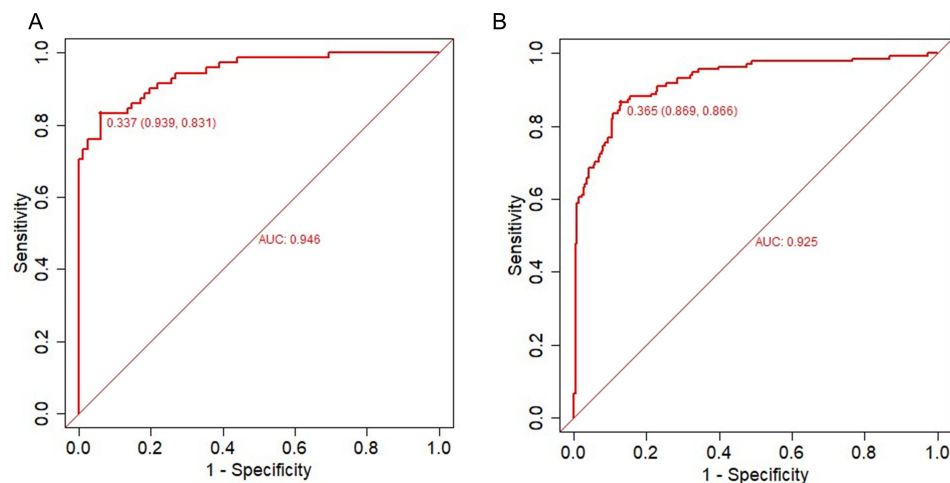 A
Sensitivity
1.0
0.8
0.6
0.4
0.2
0.0
0.337 (0.939, 0.831)
AUC: 0.946
0.0 0.2 0.4 0.6 0.8 1.0
1 - Specificity
B
Sensitivity
1.0
0.8
0.6
0.4
0.2
0.0
0.365 (0.869, 0.866)
AUC: 0.925
0.0 0.2 0.4 0.6 0.8 1.0
1 - Specificity